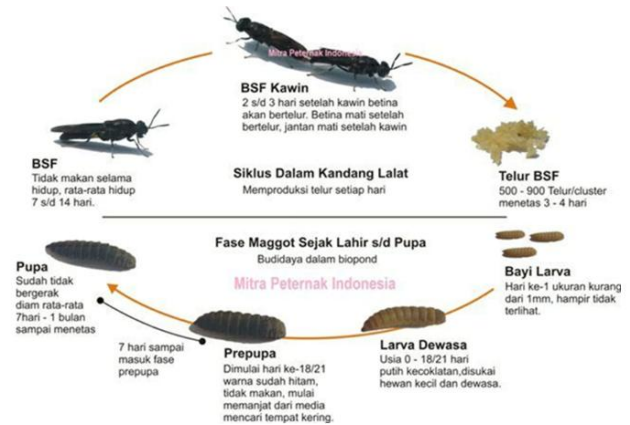 Mitra Peternak Indonesia
BSF Kawin
2 s/d 3 hari setelah kawin betina
akan bertelur. Betina mati setelah
bertelur, jantan mati setelah kawin
BSF
Tidak makan selama
hidup, rata-rata hidup
7 s/d 14 hari.
Siklus Dalam Kandang Lalat
Memproduksi telur setiap hari
Telur BSF
500 - 900 Telur/cluster
menetas 3 - 4 hari
Fase Maggot Sejak Lahir s/d Pupa
Budidaya dalam biopond
Mitra Peternak Indonesia
Bayi Larva
Hari ke-1 ukuran kurang
dari 1mm, hampir tidak
terlihat.
Pupa
Sudah tidak
bergerak
diam rata-rata
7hari - 1 bulan
sampai menetas
7 hari sampai
masuk fase
prepupa
Prepupa
Dimulai hari ke-18/21
warna sudah hitam,
tidak makan, mulai
memanjat dari media
mencari tempat kering.
Larva Dewasa
Usia 0 - 18/21 hari
putih kecoklatan,disukai
hewan kecil dan dewasa.